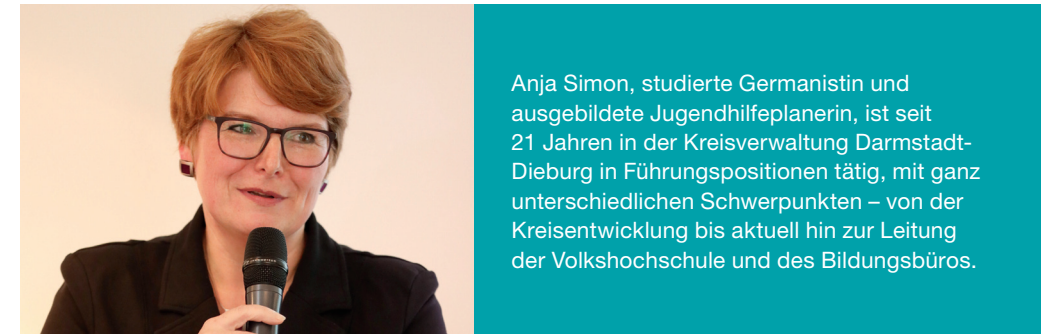 Anja Simon, studierte Germanistin und
ausgebildete Jugendhilfeplanerin, ist seit
21 Jahren in der Kreisverwaltung Darmstadt-
Dieburg in Führungspositionen tätig, mit ganz
unterschiedlichen Schwerpunkten – von der
Kreisentwicklung bis aktuell hin zur Leitung
der Volkshochschule und des Bildungsbüros.